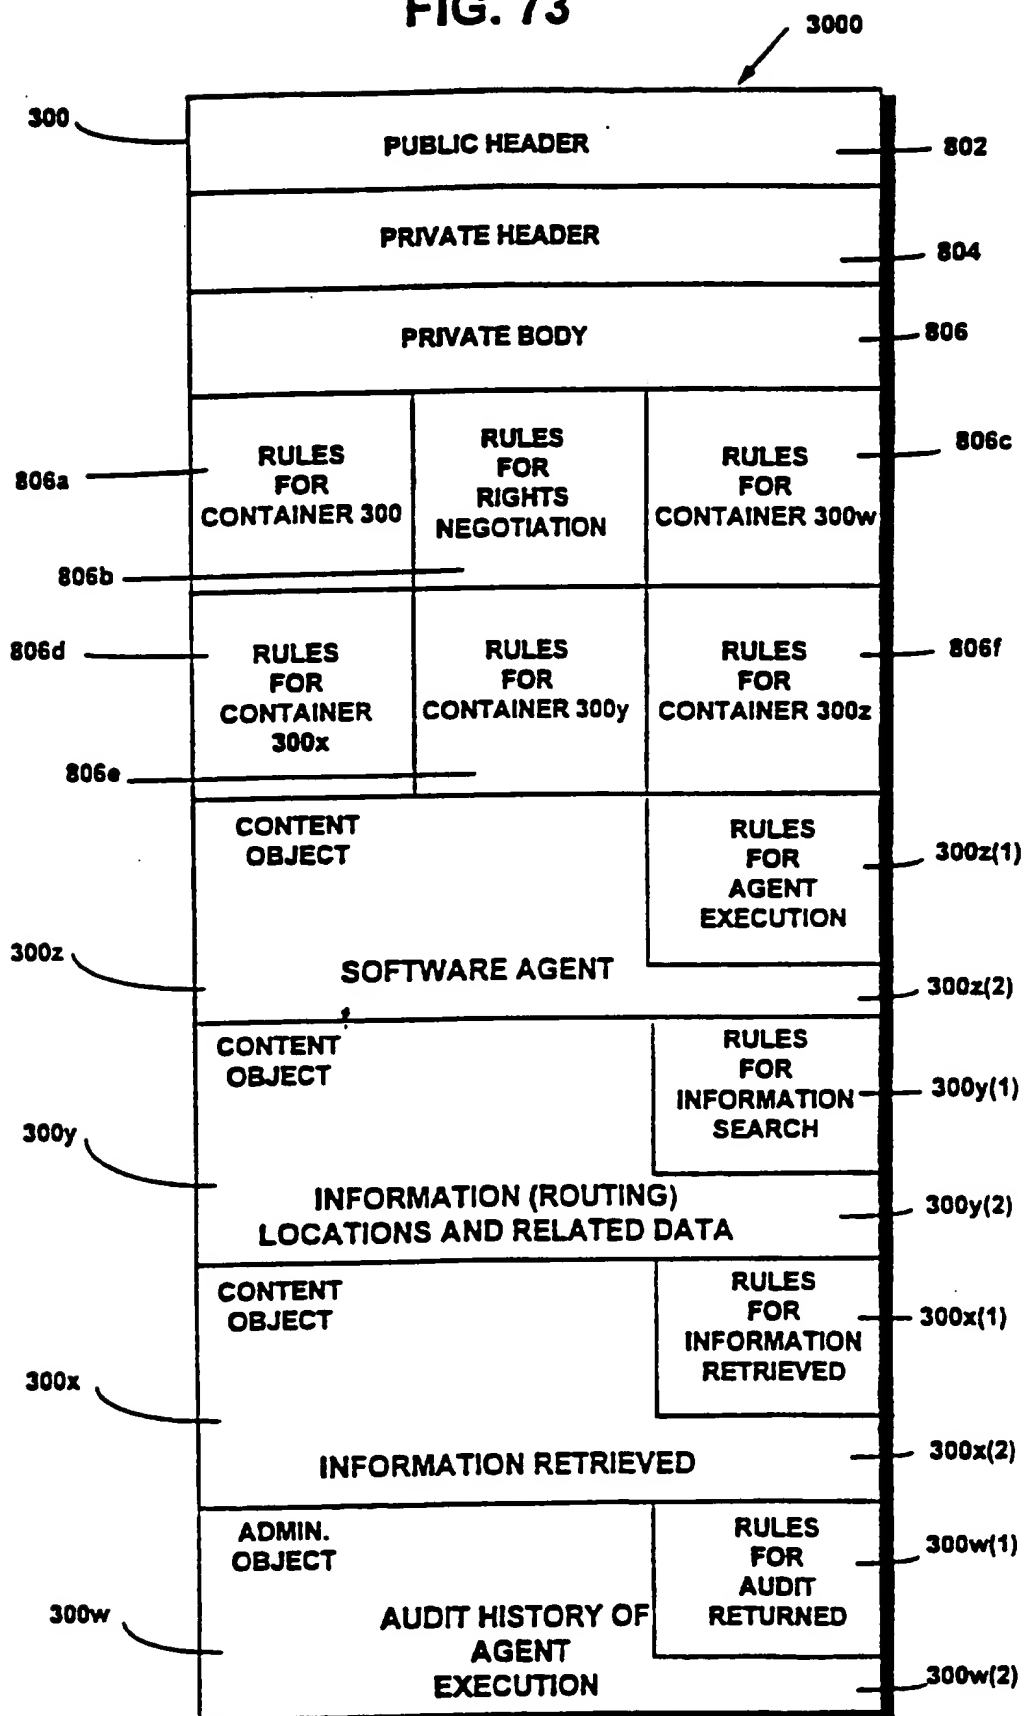 FIG. 73
3000
300
PUBLIC HEADER
802
PRIVATE HEADER
804
PRIVATE BODY
806
806a
RULES
FOR
CONTAINER 300
RULES
FOR
RIGHTS
NEGOTIATION
RULES
FOR
CONTAINER 300w
806c
806b
806d
RULES
FOR
CONTAINER
300x
RULES
FOR
CONTAINER 300y
RULES
FOR
CONTAINER 300z
806f
806e
CONTENT
OBJECT
RULES
FOR
AGENT
EXECUTION
300z(1)
300z
SOFTWARE AGENT
300z(2)
CONTENT
OBJECT
RULES
FOR
INFORMATION
SEARCH
300y(1)
300y
INFORMATION (ROUTING)
LOCATIONS AND RELATED DATA
300y(2)
CONTENT
OBJECT
RULES
FOR
INFORMATION
RETRIEVED
300x(1)
300x
INFORMATION RETRIEVED
300x(2)
ADMIN.
OBJECT
RULES
FOR
AUDIT
RETURNED
300w(1)
300w
AUDIT HISTORY OF
AGENT
EXECUTION
300w(2)